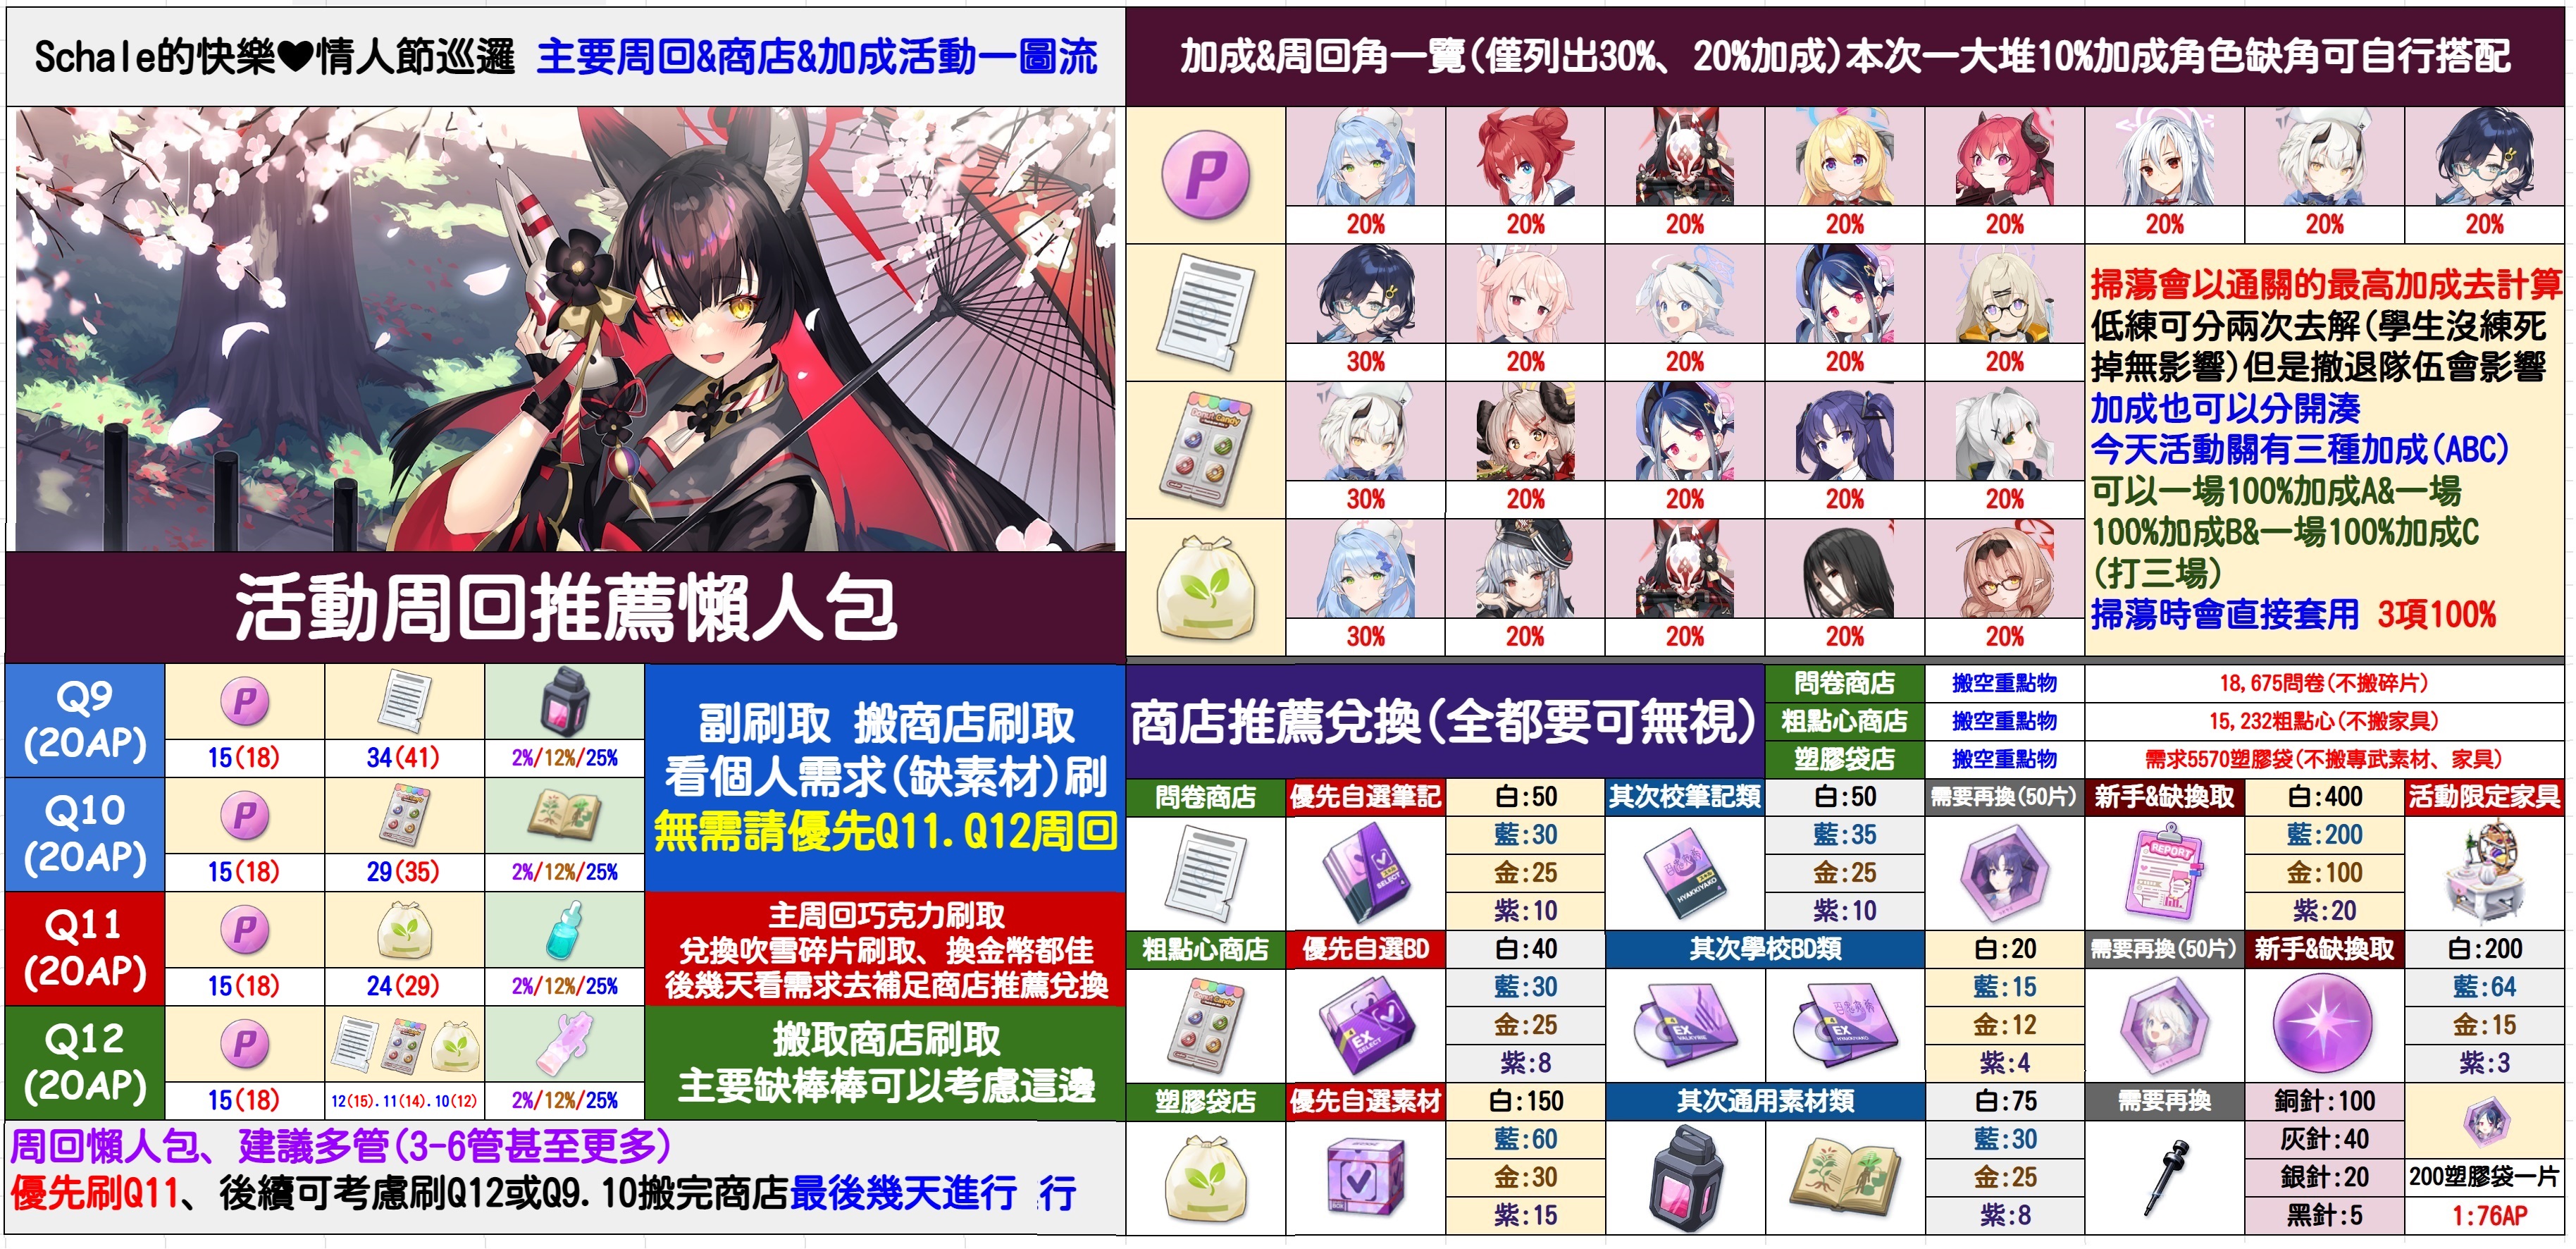 Schale的快樂♥情人節巡邏 主要周回&商店&加成活動一圖流
加成&周回角一覽(僅列出30%、20%加成)本次一大堆10%加成角色缺角可自行搭配
P
20% 20% 20% 20% 20% 20% 20% 20%
30% 20% 20% 20% 20%
Donut Candy
30% 20% 20% 20% 20%
30% 20% 20% 20% 20%
掃蕩會以通關的最高加成去計算
低練可分兩次去解(學生沒練死
掉無影響)但是撤退隊伍會影響
加成也可以分開湊
今天活動關有三種加成(ABC)
可以一場100%加成A&一場
100%加成B&一場100%加成C
(打三場)
掃蕩時會直接套用 3項100%
活動周回推薦懶人包
Q9
(20AP)
P
15(18) 34(41) 2%/12%/25%
Q10
(20AP)
P
15(18) 29(35) 2%/12%/25%
副刷取 搬商店刷取
看個人需求(缺素材)刷
無需請優先Q11.Q12周回
Q11
(20AP)
P
15(18) 24(29) 2%/12%/25%
主周回巧克力刷取
兌換吹雪碎片刷取、換金幣都佳
後幾天看需求去補足商店推薦兌換
Q12
(20AP)
P
15(18) 12(15).11(14).10(12) 2%/12%/25%
搬取商店刷取
主要缺棒棒可以考慮這邊
周回懶人包、建議多管(3-6管甚至更多)
優先刷Q11、後續可考慮刷Q12或Q9.10搬完商店最後幾天進行 行
商店推薦兌換(全都要可無視)
問卷商店 搬空重點物 18,675問卷(不搬碎片)
粗點心商店 搬空重點物 15,232粗點心(不搬家具)
塑膠袋店 搬空重點物 需求5570塑膠袋(不搬專武素材、家具)
問卷商店 優先自選筆記 白:50 其次校筆記類 白:50 需要再換(50片) 新手&缺換取 白:400 活動限定家具
藍:30 藍:35 藍:200
金:25 金:25 金:100
紫:10 紫:10 紫:20
SELECT
HYAKKIYAKO
REPORT
粗點心商店 優先自選BD 白:40 其次學校BD類 白:20 需要再換(50片) 新手&缺換取 白:200
藍:30 藍:15 藍:64
金:25 金:12 金:15
紫:8 紫:4 紫:3
EX SELECT
EX VALKYRIE
EX HYAKKIYAKO
塑膠袋店 優先自選素材 白:150 其次通用素材類 白:75 需要再換 銅針:100
藍:60 藍:30 灰針:40
金:30 金:25 銀針:20 200塑膠袋一片
紫:15 紫:8 黑針:5 1:76AP